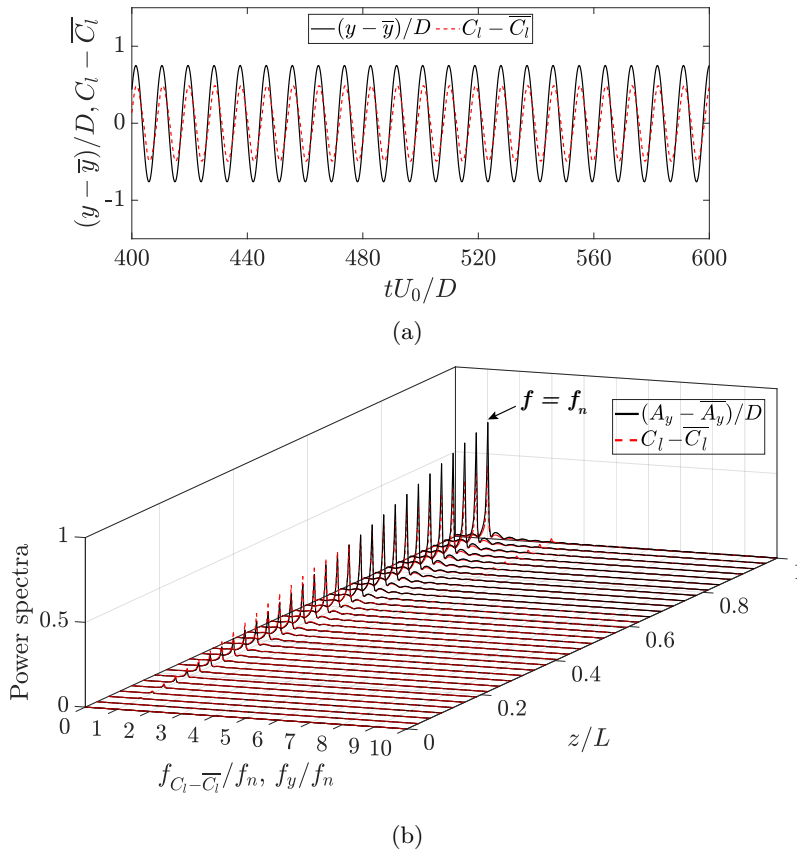 (y − y̅)/D, C_l − C̅_l
1
0
-1
(y − y̅)/D C_l − C̅_l
400 440 480 520 560 600
tU_0/D
(a)
f = f_n
(A_y − A̅_y)/D
C_l − C̅_l
Power spectra
1
0.5
0
0 1 2 3 4 5 6 7 8 9 10
0 0.2 0.4 0.6 0.8 1
f_{C_l − C̅_l}/f_n, f_y/f_n
z/L
(b)